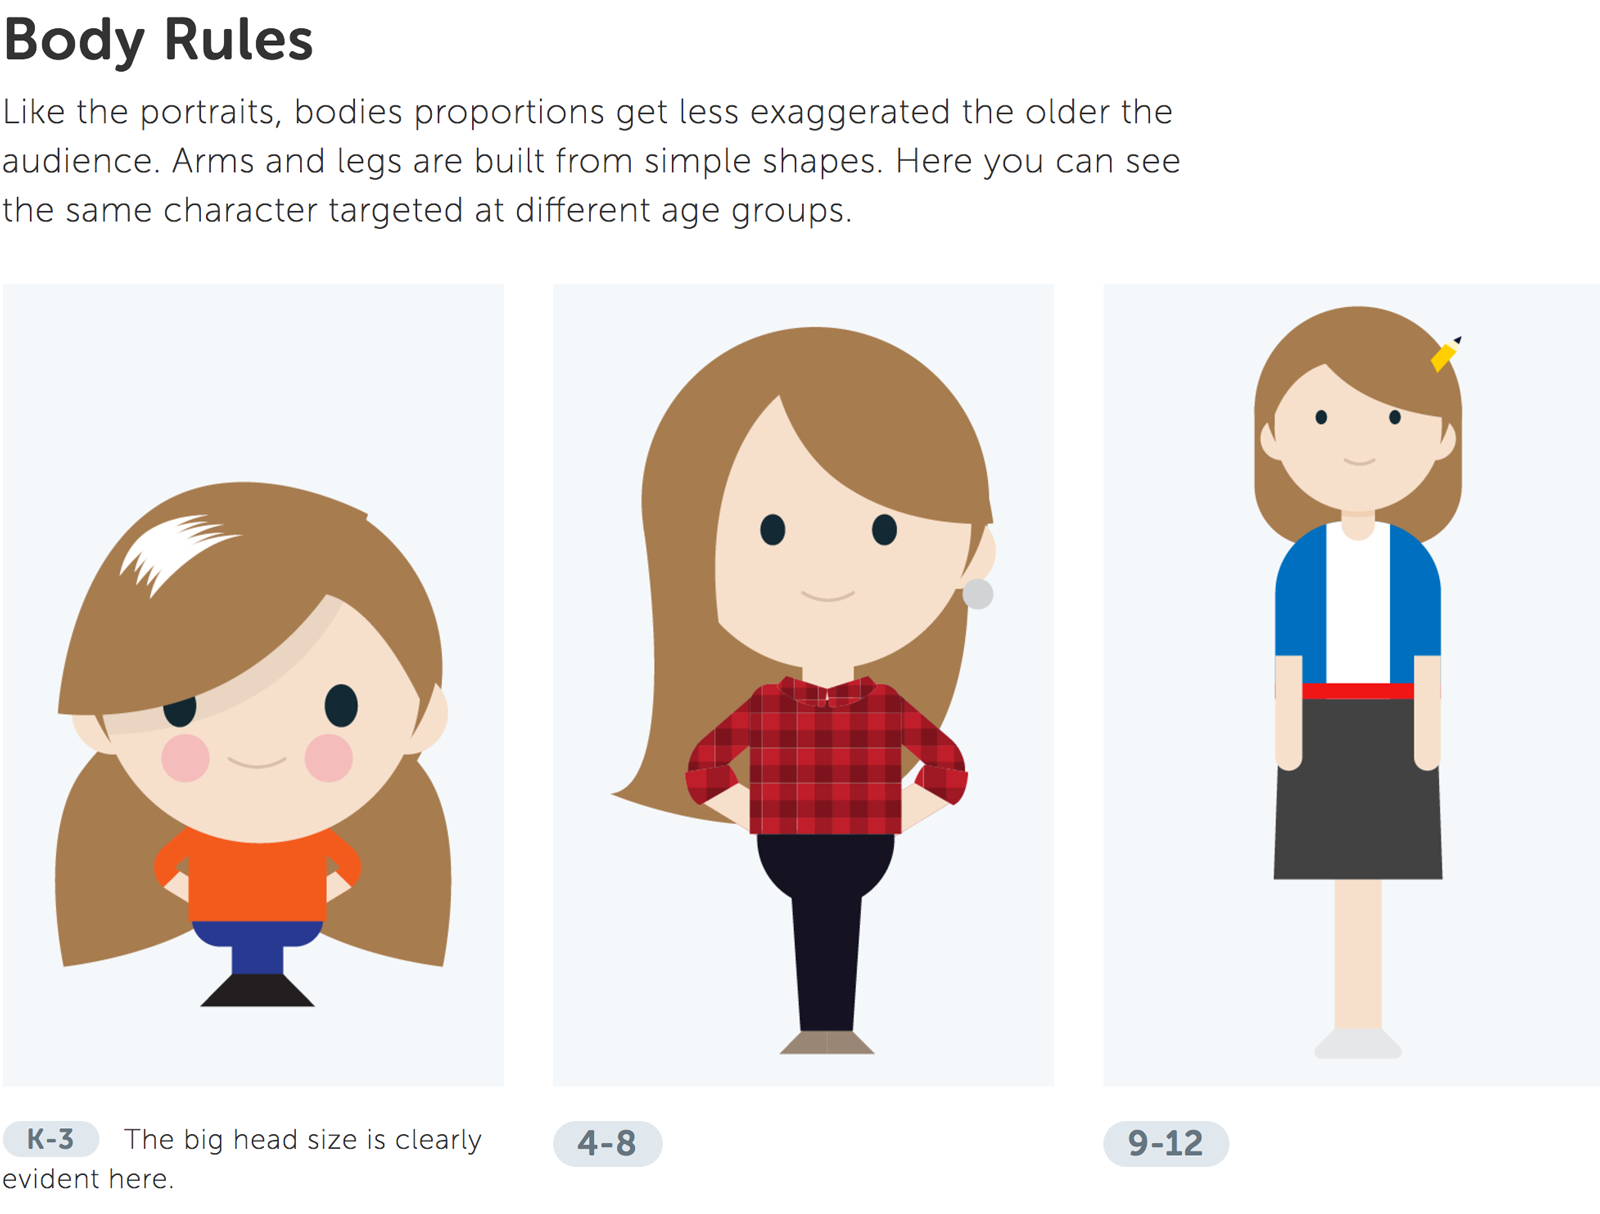 Body Rules
Like the portraits, bodies proportions get less exaggerated the older the
audience. Arms and legs are built from simple shapes. Here you can see
the same character targeted at different age groups.
K-3 The big head size is clearly
evident here.
4-8
9-12